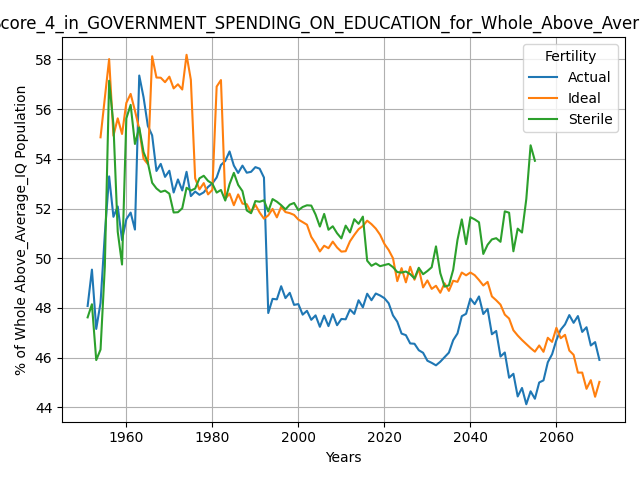 core_4_in_GOVERNMENT_SPENDING_ON_EDUCATION_for_Whole_Above_Aver
Fertility
Actual
Ideal
Sterile
% of Whole Above_Average_IQ Population
58
56
54
52
50
48
46
44
1960 1980 2000 2020 2040 2060
Years